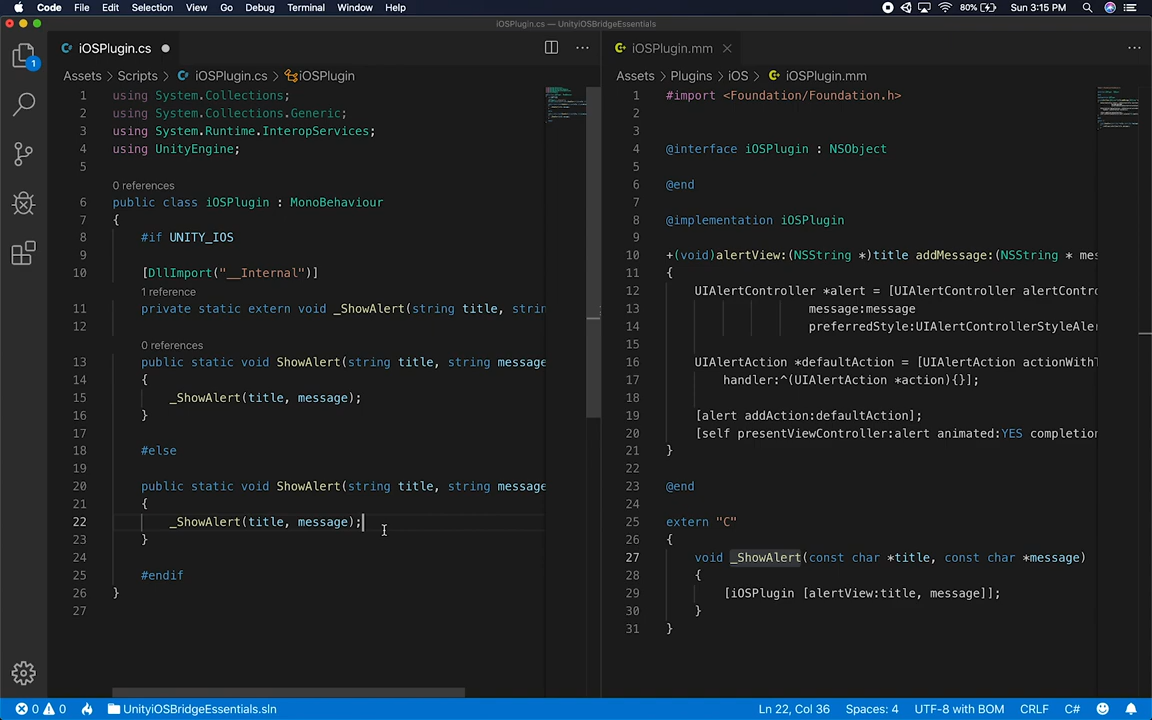 Code File Edit Selection View Go Debug Terminal Window Help 80% Sun 3:15 PM
iOSPlugin.cs — UnityiOSBridgeEssentials
iOSPlugin.cs
Assets > Scripts > iOSPlugin.cs > iOSPlugin
1 using System.Collections;
2 using System.Collections.Generic;
3 using System.Runtime.InteropServices;
4 using UnityEngine;
5
0 references
6 public class iOSPlugin : MonoBehaviour
7 {
8 #if UNITY_IOS
9
10 [DllImport("__Internal")]
1 reference
11 private static extern void _ShowAlert(string title, strin
12
0 references
13 public static void ShowAlert(string title, string message
14 {
15 _ShowAlert(title, message);
16 }
17
18 #else
19
20 public static void ShowAlert(string title, string message
21 {
22 _ShowAlert(title, message);
23 }
24
25 #endif
26 }
27
iOSPlugin.mm
Assets > Plugins > iOS > iOSPlugin.mm
1 #import <Foundation/Foundation.h>
2
3
4 @interface iOSPlugin : NSObject
5
6 @end
7
8 @implementation iOSPlugin
9
10 +(void)alertView:(NSString *)title addMessage:(NSString * mes
11 {
12 UIAlertController *alert = [UIAlertController alertContro
13 message:message
14 preferredStyle:UIAlertControllerStyleAler
15
16 UIAlertAction *defaultAction = [UIAlertAction actionWithT
17 handler:^(UIAlertAction *action){}];
18
19 [alert addAction:defaultAction];
20 [self presentViewController:alert animated:YES completion
21 }
22
23 @end
24
25 extern "C"
26 {
27 void _ShowAlert(const char *title, const char *message)
28 {
29 [iOSPlugin [alertView:title, message]];
30 }
31 }
1
0 0 UnityiOSBridgeEssentials.sln Ln 22, Col 36 Spaces: 4 UTF-8 with BOM CRLF C#